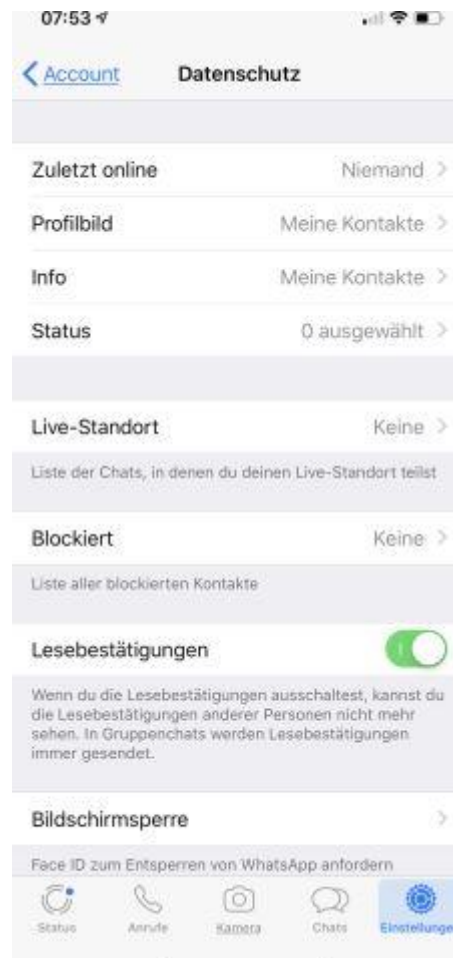 07:53
Account
Datenschutz
Zuletzt online Niemand
Profilbild Meine Kontakte
Info Meine Kontakte
Status 0 ausgewählt
Live-Standort Keine
Liste der Chats, in denen du deinen Live-Standort teilst
Blockiert Keine
Liste aller blockierten Kontakte
Lesebestätigungen
Wenn du die Lesebestätigungen ausschaltest, kannst du
die Lesebestätigungen anderer Personen nicht mehr
sehen. In Gruppenchats werden Lesebestätigungen
immer gesendet.
Bildschirmsperre
Face ID zum Entsperren von WhatsApp anfordern
Status Anrufe Kamera Chats Einstellunge